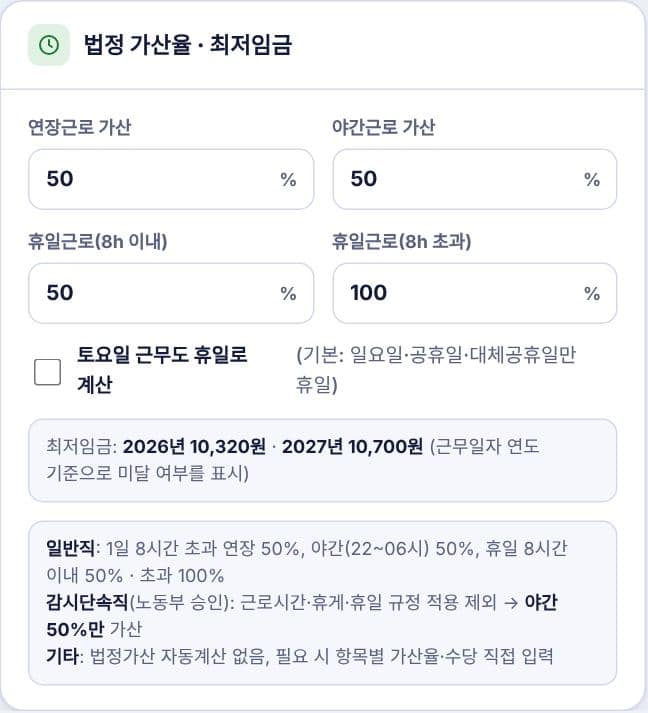 법정 가산율 · 최저임금
연장근로 가산
야간근로 가산
50 %
50 %
휴일근로(8h 이내)
휴일근로(8h 초과)
50 %
100 %
토요일 근무도 휴일로
계산
(기본: 일요일·공휴일·대체공휴일만
휴일)
최저임금: 2026년 10,320원 · 2027년 10,700원 (근무일자 연도
기준으로 미달 여부를 표시)
일반직: 1일 8시간 초과 연장 50%, 야간(22~06시) 50%, 휴일 8시간
이내 50% · 초과 100%
감시단속직(노동부 승인): 근로시간·휴게·휴일 규정 적용 제외 → 야간
50%만 가산
기타: 법정가산 자동계산 없음, 필요 시 항목별 가산율·수당 직접 입력